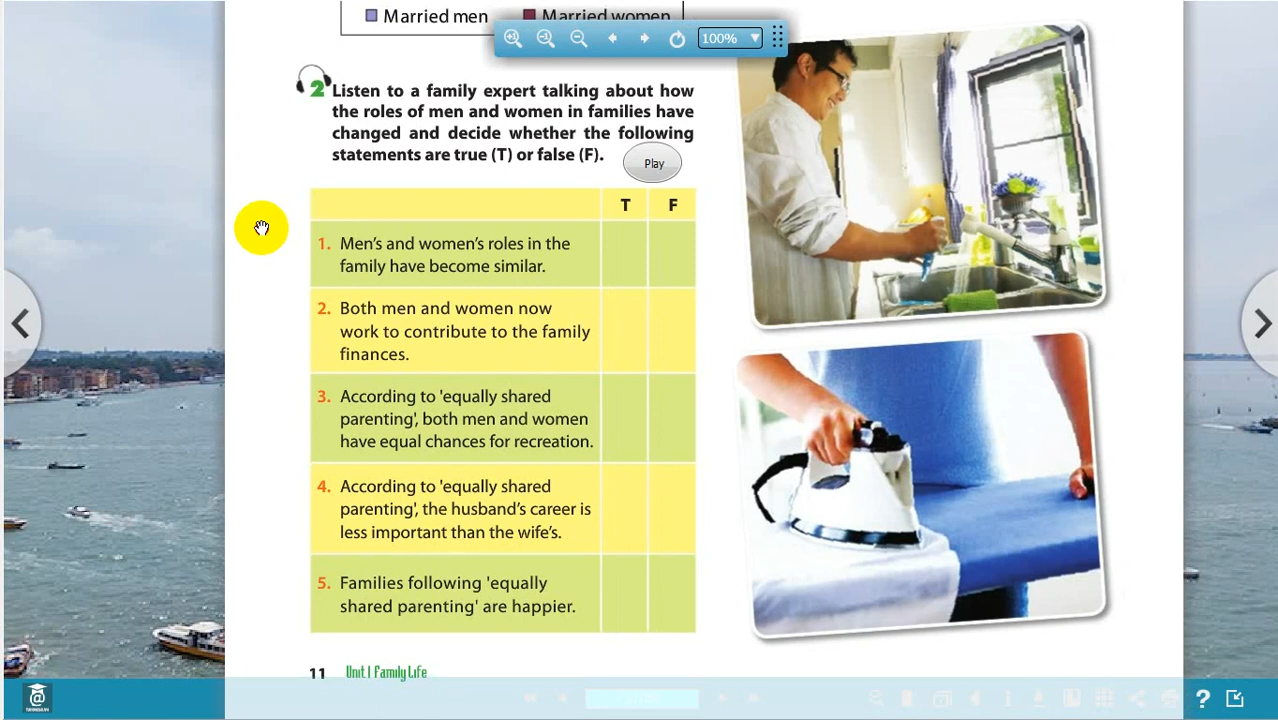 Married men Married women
100%
2 Listen to a family expert talking about how
the roles of men and women in families have
changed and decide whether the following
statements are true (T) or false (F).
Play
T F
1. Men's and women's roles in the
family have become similar.
2. Both men and women now
work to contribute to the family
finances.
3. According to 'equally shared
parenting', both men and women
have equal chances for recreation.
4. According to 'equally shared
parenting', the husband's career is
less important than the wife's.
5. Families following 'equally
shared parenting' are happier.
11 Unit 1 Family Life